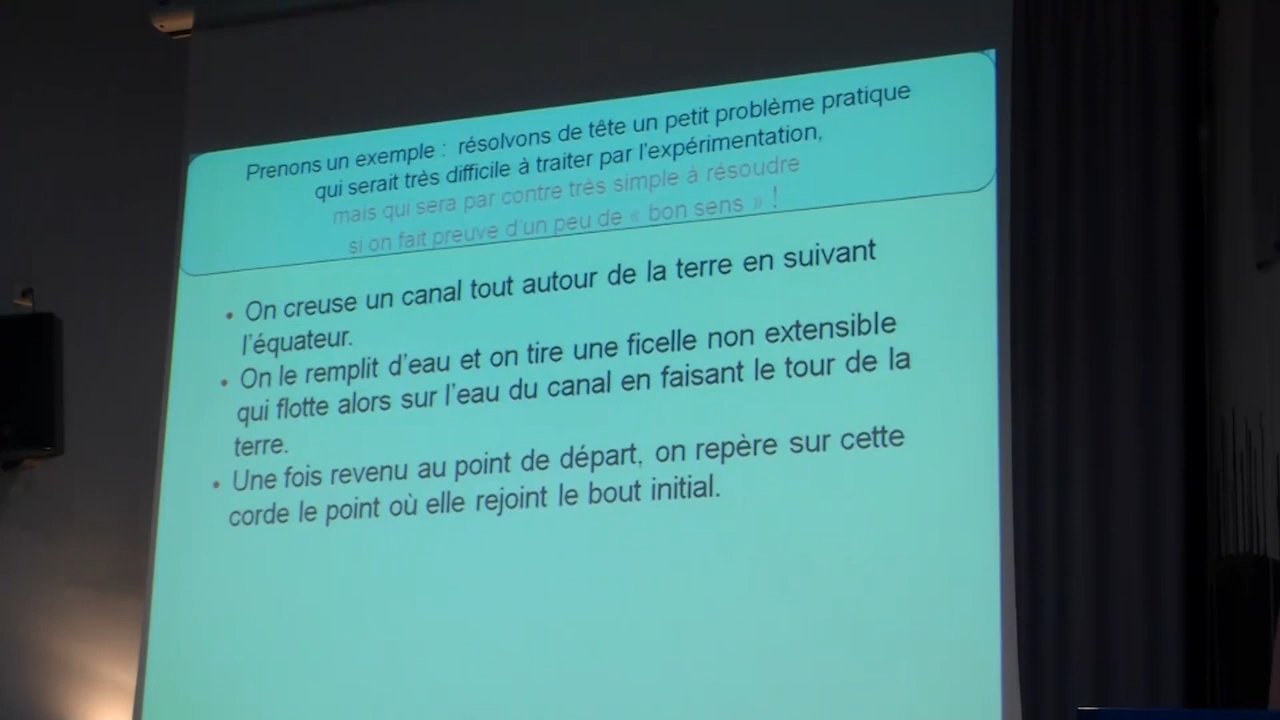 Prenons un exemple : résolvons de tête un petit problème pratique
qui serait très difficile à traiter par l'expérimentation,
mais qui sera par contre très simple à résoudre
si on fait preuve d'un peu de « bon sens » !
• On creuse un canal tout autour de la terre en suivant
l'équateur.
• On le remplit d'eau et on tire une ficelle non extensible
qui flotte alors sur l'eau du canal en faisant le tour de la
terre.
• Une fois revenu au point de départ, on repère sur cette
corde le point où elle rejoint le bout initial.